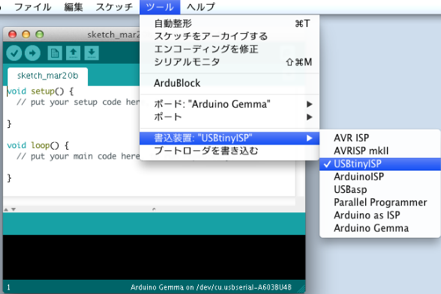 ファイル 編集 スケッチ ツール ヘルプ
sketch_mar20b
void setup() {
// put your setup code here
}
void loop() {
// put your main code here
}
自動整形 ⌘T
スケッチをアーカイブする
エンコーディングを修正
シリアルモニタ ⇧⌘M
ArduBlock
ボード: "Arduino Gemma"
ポート
書込装置: "USBtinyISP"
ブートローダを書き込む
AVR ISP
AVRISP mkII
✓ USBtinyISP
ArduinoISP
USBasp
Parallel Programmer
Arduino as ISP
Arduino Gemma
1 Arduino Gemma on /dev/cu.usbserial-A603BU48